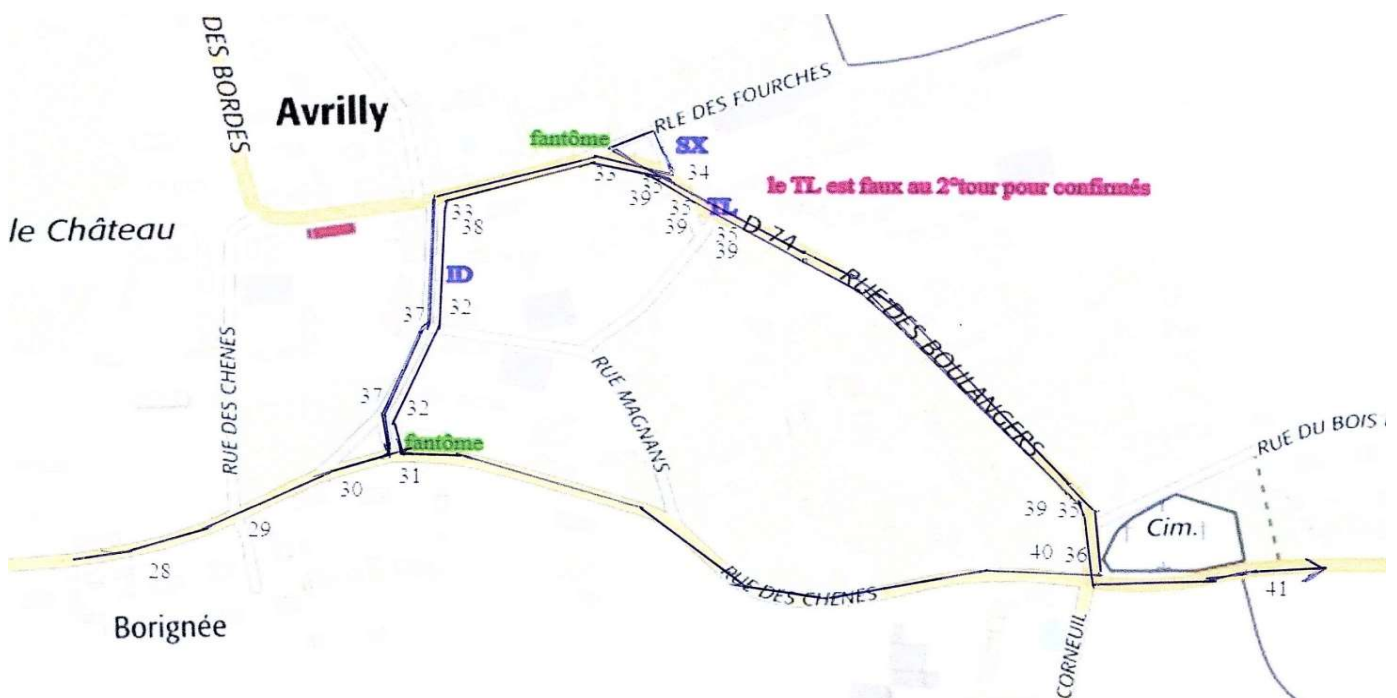 DES BORDES
Avrilly
RLE DES FOURCHES
fantôme
SX
33
34
33
39
le TL est faux au 2°tour pour confirmés
33
38
33
TL
39
35
39
D 74
le Château
ID
37
32
RUE DES BOULANGERS
RUE DES CHENES
RUE MAGNANS
37
32
fantôme
31
30
RUE DU BOIS
29
39
35
Cim.
40
36
28
RUE DES CHENES
41
Borignée
CORNEUIL